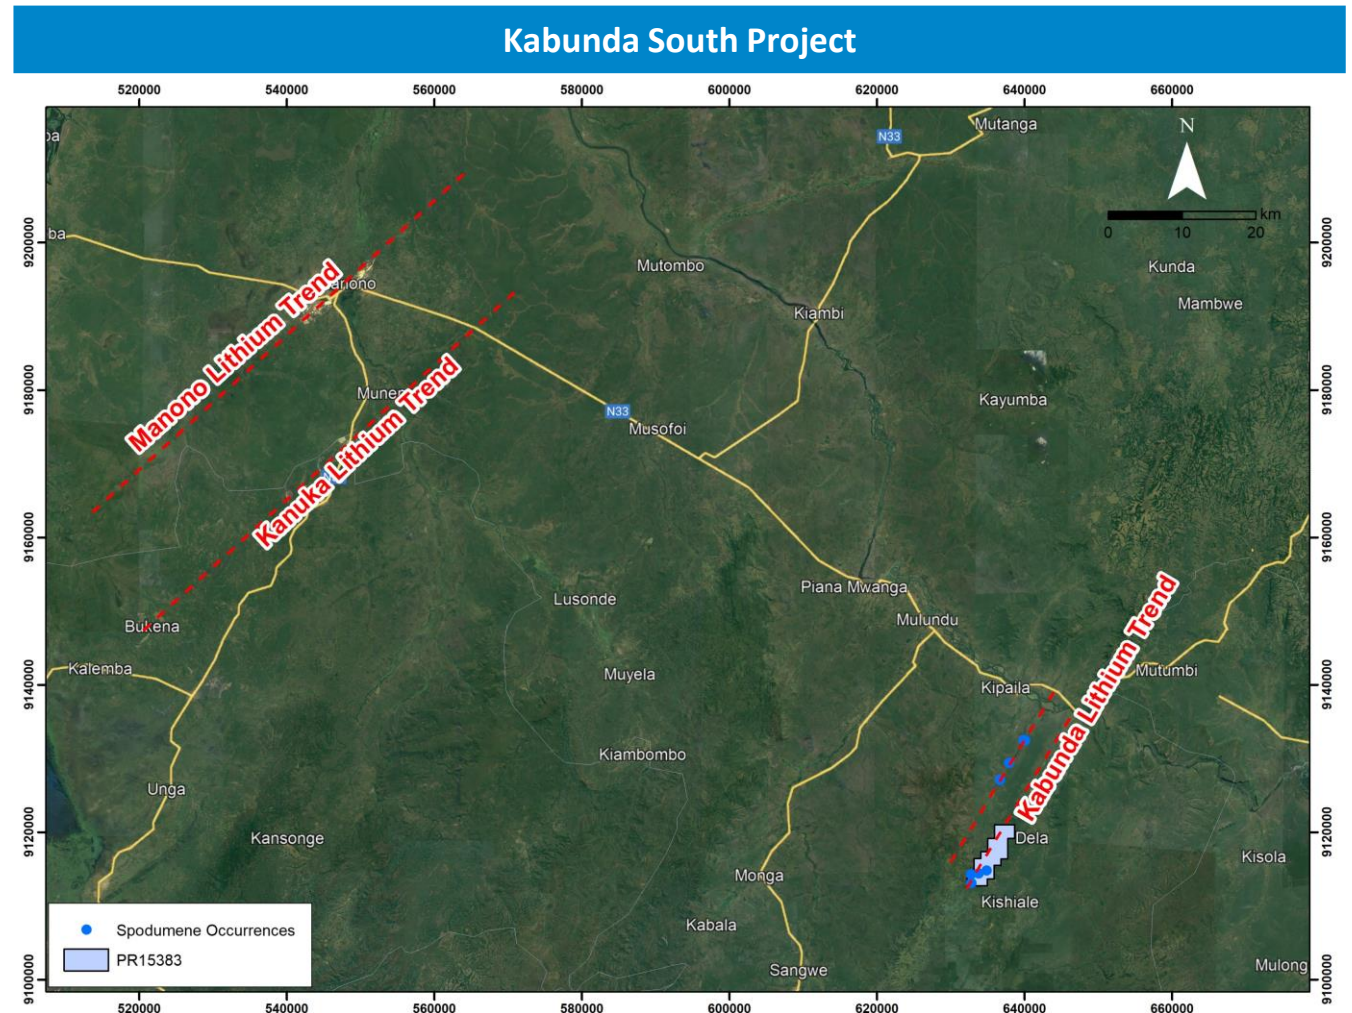 Kabunda South Project
520000 540000 560000 580000 600000 620000 640000 660000
N33
Mutanga
N
km
0 10 20
9200000
9200000
ba
Mutombo
Kunda
Mambwe
Kiambi
Manono Lithium Trend
Munem
9180000
9180000
Kayumba
N33
Musofoi
Kanuka Lithium Trend
9160000
9160000
Piana Mwanga
Lusonde
Mulundu
Bukena
Kalemba
Muyela
Kipaila
Mutumbi
9140000
9140000
Kabunda Lithium Trend
Kiambombo
Unga
Kansonge
Dela
9120000
9120000
Kisola
Monga
Kishiale
Kabala
Sangwe
Mulong
9100000
9100000
Spodumene Occurrences
PR15383
520000 540000 560000 580000 600000 620000 640000 660000